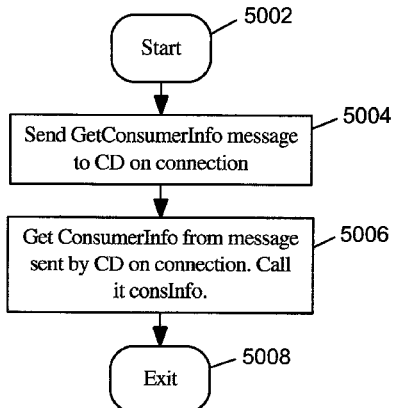 Start
5002
Send GetConsumerInfo message
to CD on connection
5004
Get ConsumerInfo from message
sent by CD on connection. Call
it consInfo.
5006
Exit
5008